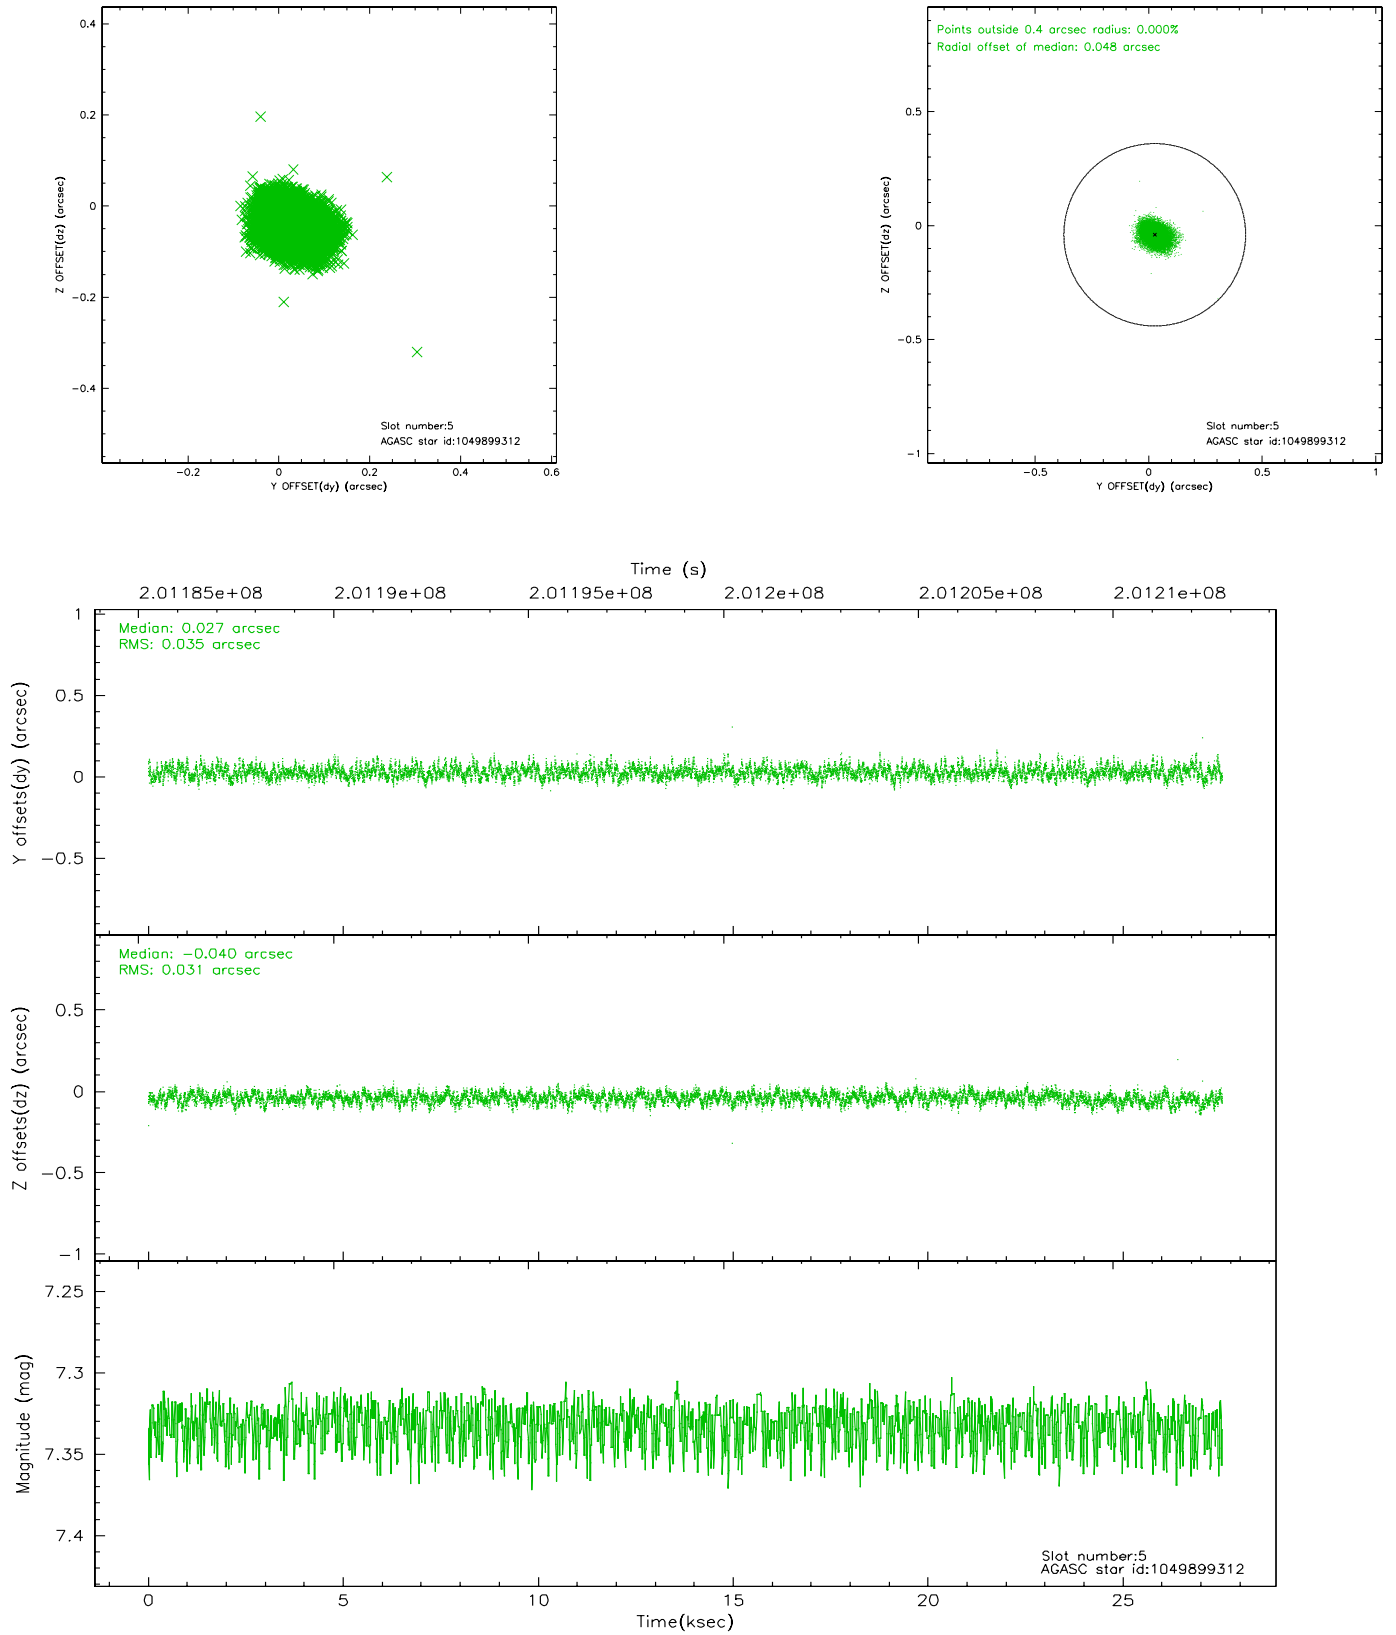 0.4
0.2
0
−0.2
−0.4
Z OFFSET(dz) (arcsec)
Slot number:5
AGASC star id:1049899312
−0.2 0 0.2 0.4 0.6
Y OFFSET(dy) (arcsec)
Points outside 0.4 arcsec radius: 0.000%
Radial offset of median: 0.048 arcsec
0.5
0
−0.5
−1
Z OFFSET(dz) (arcsec)
Slot number:5
AGASC star id:1049899312
−0.5 0 0.5 1
Y OFFSET(dy) (arcsec)
Time (s)
2.01185e+08 2.0119e+08 2.01195e+08 2.012e+08 2.01205e+08 2.0121e+08
Median: 0.027 arcsec
RMS: 0.035 arcsec
1
0.5
0
−0.5
Y offsets(dy) (arcsec)
Median: −0.040 arcsec
RMS: 0.031 arcsec
0.5
0
−0.5
−1
Z offsets(dz) (arcsec)
7.25
7.3
7.35
7.4
Magnitude (mag)
Slot number:5
AGASC star id:1049899312
0 5 10 15 20 25
Time(ksec)